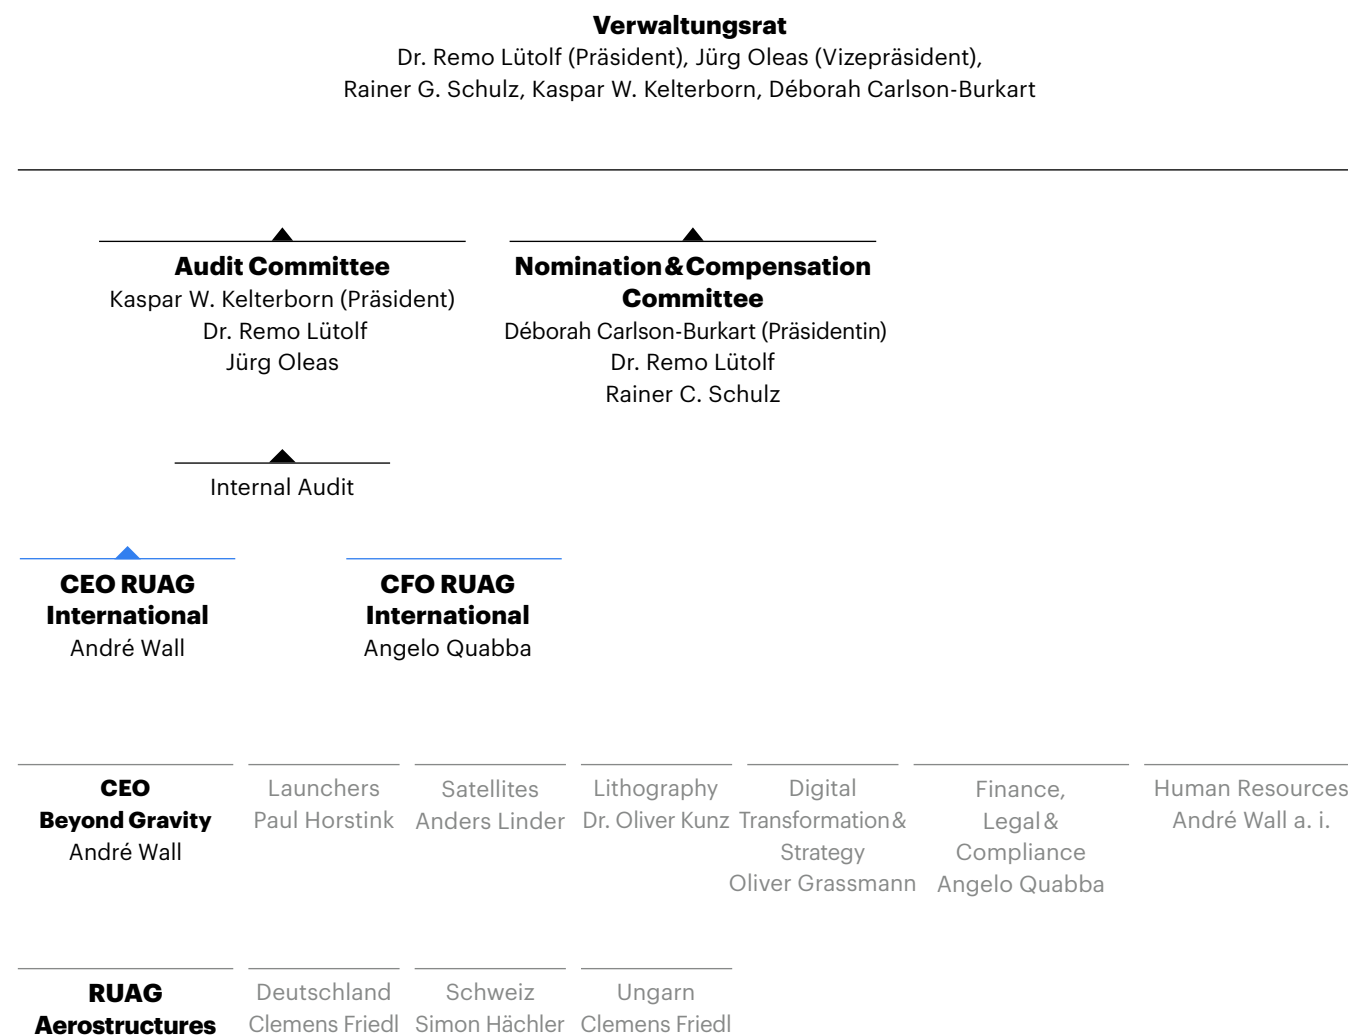 Verwaltungsrat
Dr. Remo Lütolf (Präsident), Jürg Oleas (Vizepräsident),
Rainer G. Schulz, Kaspar W. Kelterborn, Déborah Carlson-Burkart
Audit Committee
Kaspar W. Kelterborn (Präsident)
Dr. Remo Lütolf
Jürg Oleas
Nomination & Compensation
Committee
Déborah Carlson-Burkart (Präsidentin)
Dr. Remo Lütolf
Rainer C. Schulz
Internal Audit
CEO RUAG
International
André Wall
CFO RUAG
International
Angelo Quabba
CEO
Beyond Gravity
André Wall
Launchers
Paul Horstink
Satellites
Anders Linder
Lithography
Dr. Oliver Kunz
Digital
Transformation &
Strategy
Oliver Grassmann
Finance,
Legal &
Compliance
Angelo Quabba
Human Resources
André Wall a. i.
RUAG
Aerostructures
Deutschland
Clemens Friedl
Schweiz
Simon Hächler
Ungarn
Clemens Friedl